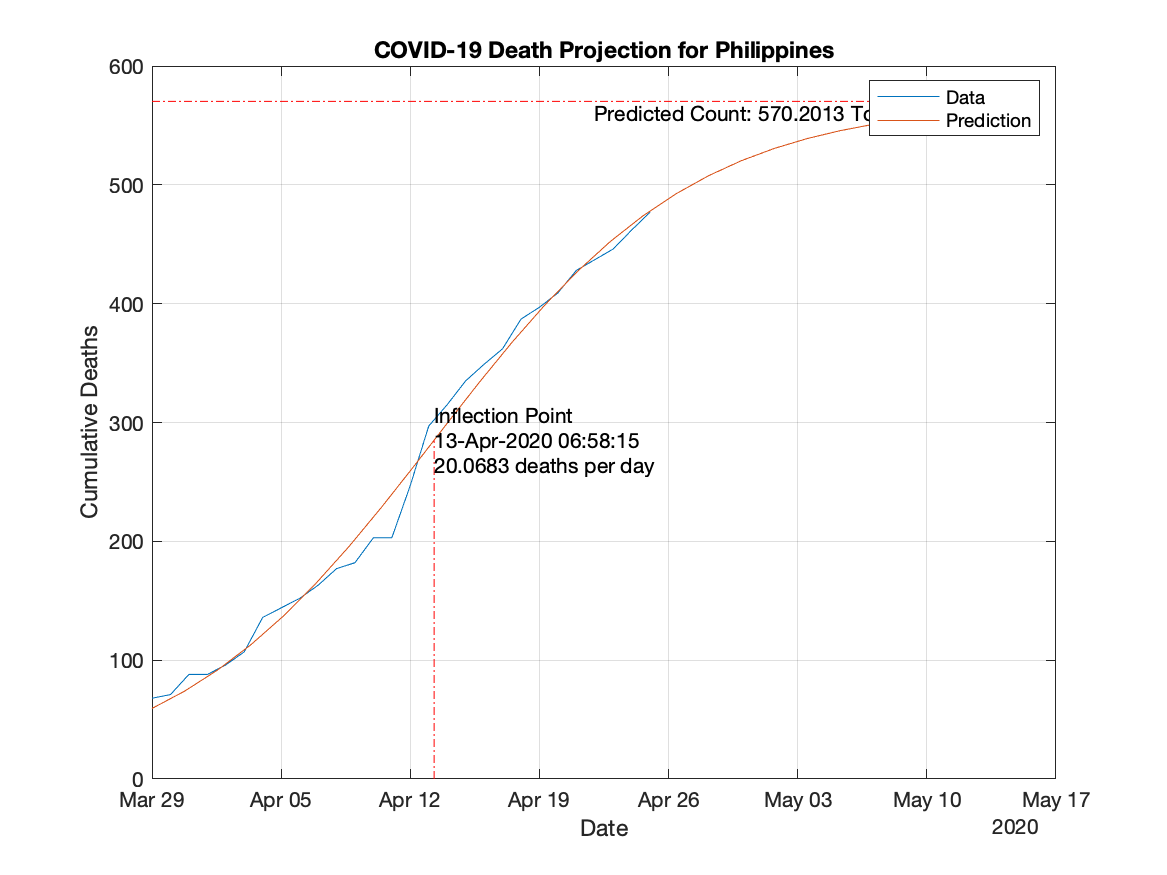 COVID-19 Death Projection for Philippines
600
500
400
300
200
100
0
Cumulative Deaths
Predicted Count: 570.2013
Data
Prediction
Inflection Point
13-Apr-2020 06:58:15
20.0683 deaths per day
Mar 29
Apr 05
Apr 12
Apr 19
Apr 26
May 03
May 10
May 17
Date
2020